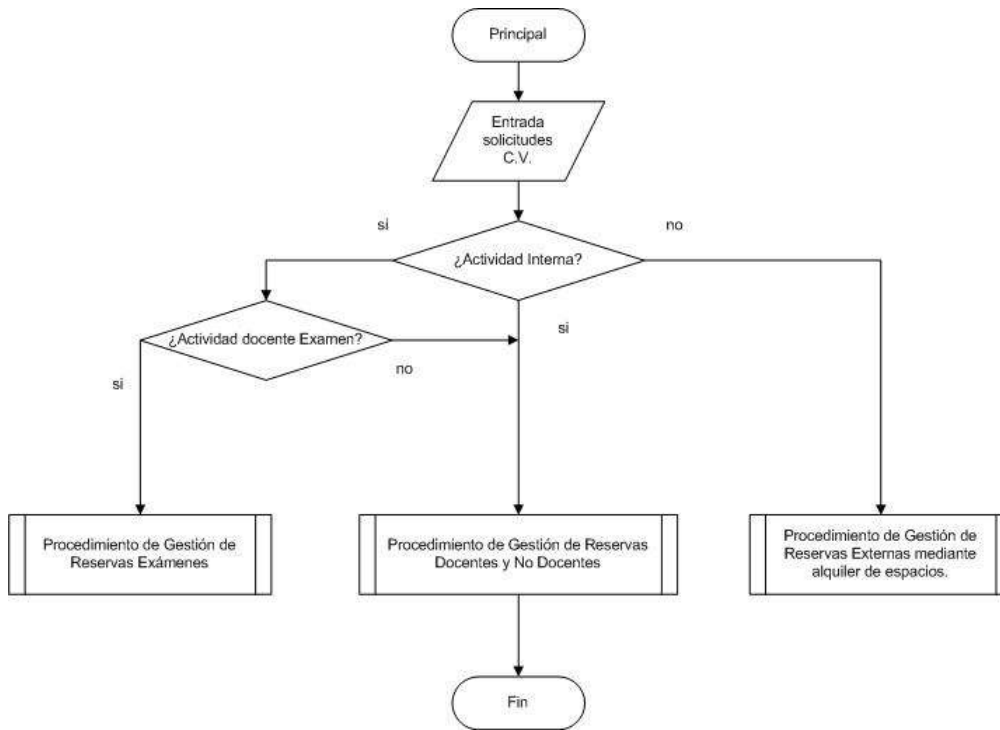 Principal
Entrada
solicitudes
C.V.
si
no
¿Actividad Interna?
¿Actividad docente Examen?
si
no
si
Procedimiento de Gestión de
Reservas Exámenes
Procedimiento de Gestión de Reservas
Docentes y No Docentes
Procedimiento de Gestión de
Reservas Externas mediante
alquiler de espacios.
Fin